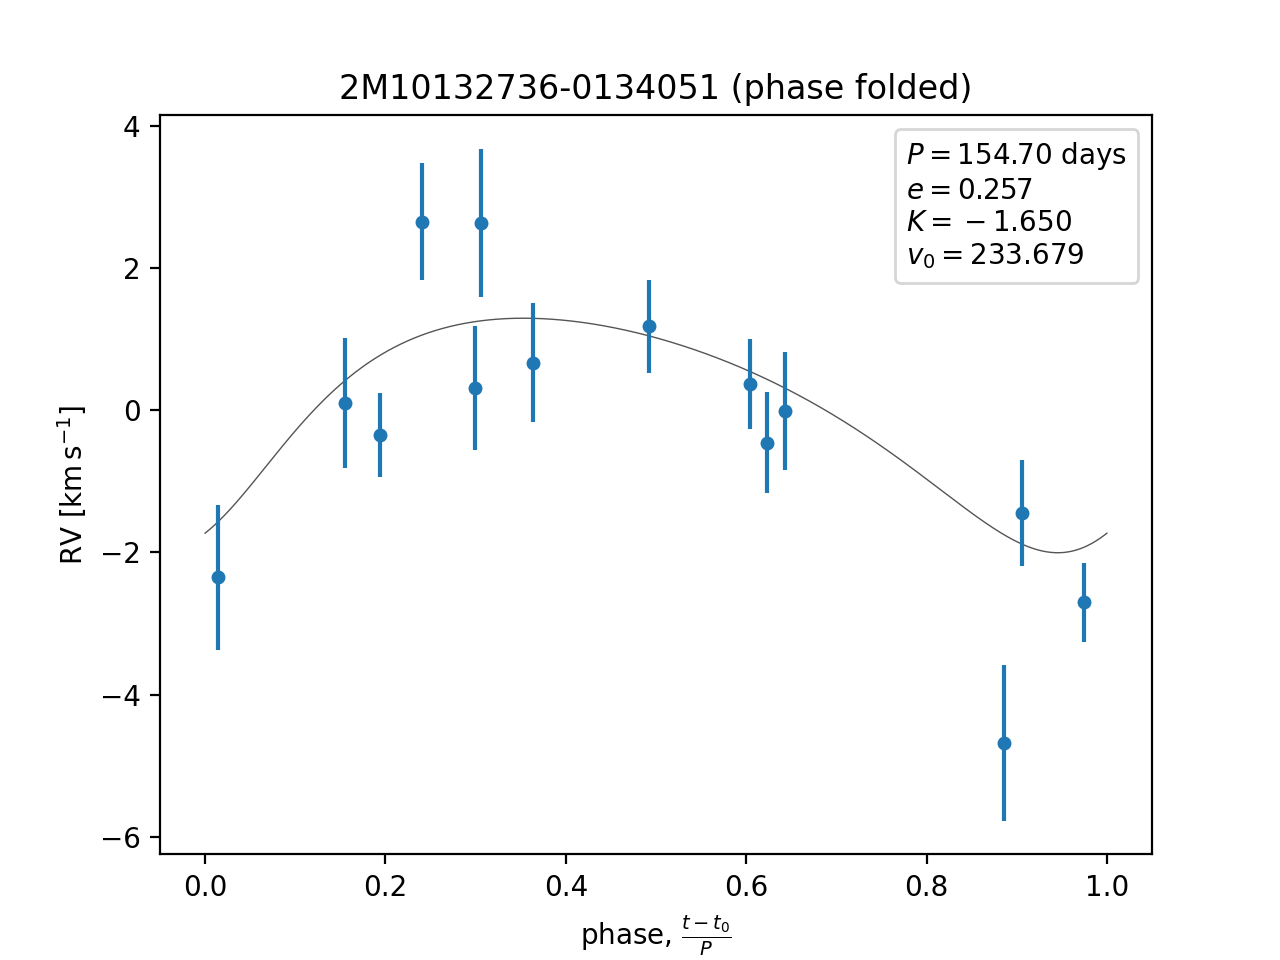 2M10132736-0134051 (phase folded)
P = 154.70 days
e = 0.257
K = −1.650
v₀ = 233.679
RV [km s⁻¹]
4
2
0
−2
−4
−6
0.0 0.2 0.4 0.6 0.8 1.0
phase, (t − t₀)/P